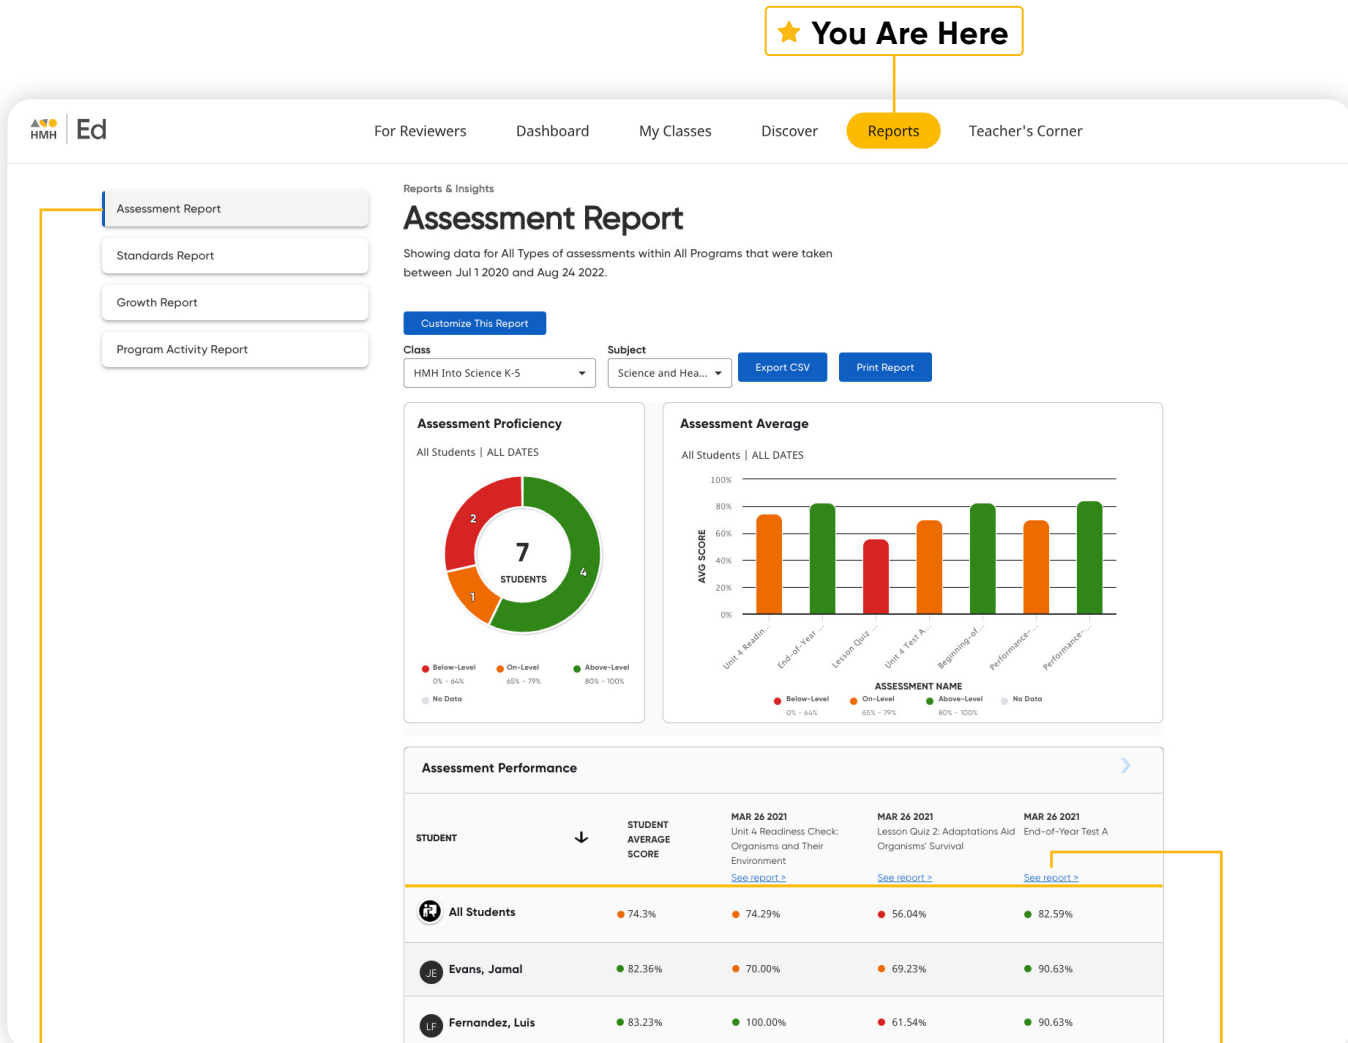 You Are Here
HMH
Ed
For Reviewers
Dashboard
My Classes
Discover
Reports
Teacher's Corner
Assessment Report
Standards Report
Growth Report
Program Activity Report
Reports & Insights
Assessment Report
Showing data for All Types of assessments within All Programs that were taken
between Jul 1 2020 and Aug 24 2022.
Customize This Report
Class
HMH Into Science K-5
Subject
Science and Hea...
Export CSV
Print Report
Assessment Proficiency
All Students | ALL DATES
2
7
STUDENTS
4
1
Below-Level
0% - 64%
On-Level
65% - 79%
Above-Level
80% - 100%
No Data
Assessment Average
All Students | ALL DATES
AVG SCORE
100%
80%
60%
40%
20%
0%
Unit 4 Readin...
End-of-Year ...
Lesson Quiz ...
Unit 4 Test A...
Beginning-of...
Performance-...
Performance-...
ASSESSMENT NAME
Below-Level
0% - 64%
On-Level
65% - 79%
Above-Level
80% - 100%
No Data
Assessment Performance
STUDENT
STUDENT
AVERAGE
SCORE
MAR 26 2021
Unit 4 Readiness Check:
Organisms and Their
Environment
See report >
MAR 26 2021
Lesson Quiz 2: Adaptations Aid
Organisms' Survival
See report >
MAR 26 2021
End-of-Year Test A
See report >
All Students
74.3%
74.29%
56.04%
82.59%
JE
Evans, Jamal
82.36%
70.00%
69.23%
90.63%
LF
Fernandez, Luis
83.23%
100.00%
61.54%
90.63%